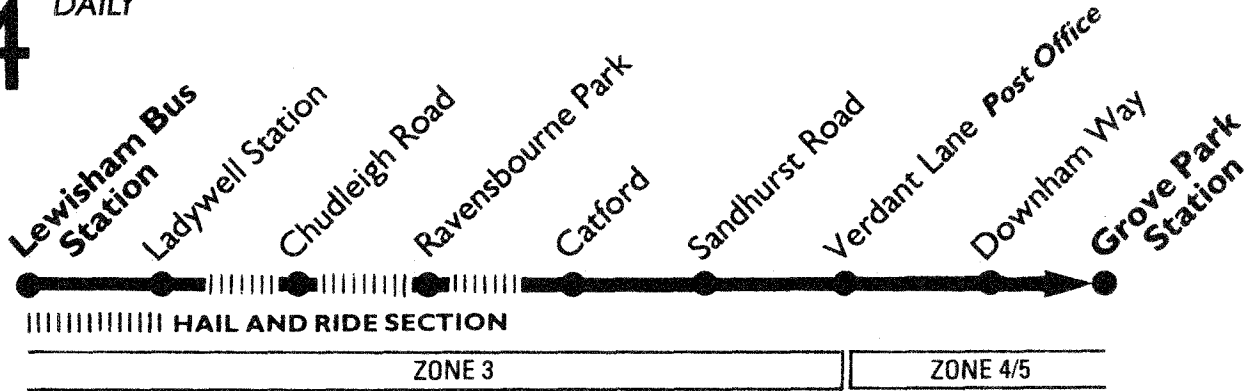 4
DAILY
Lewisham Bus
Station
Ladywell Station
Chudleigh Road
Ravensbourne Park
Catford
Sandhurst Road
Verdant Lane Post Office
Downham Way
Grove Park
Station
HAIL AND RIDE SECTION
ZONE 3
ZONE 4/5